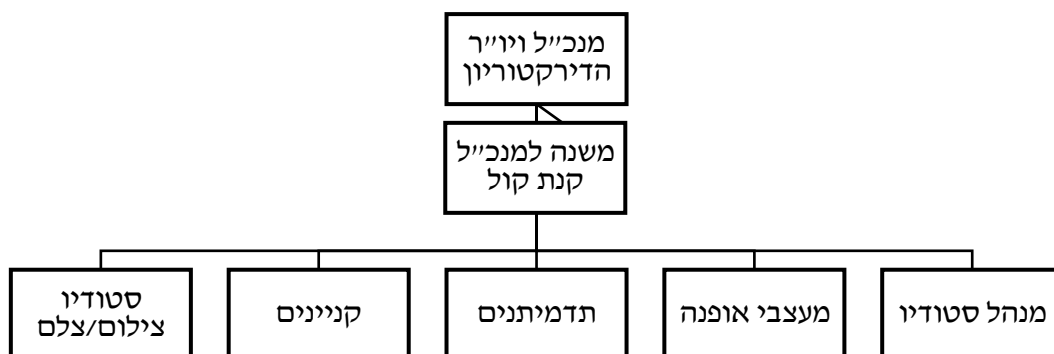 מנכ״ל ויו״ר
הדירקטוריון
משנה למנכ״ל
קנת קול
מנהל סטודיו
מעצבי אופנה
תדמיתנים
קניינים
סטודיו
צילום/צלם